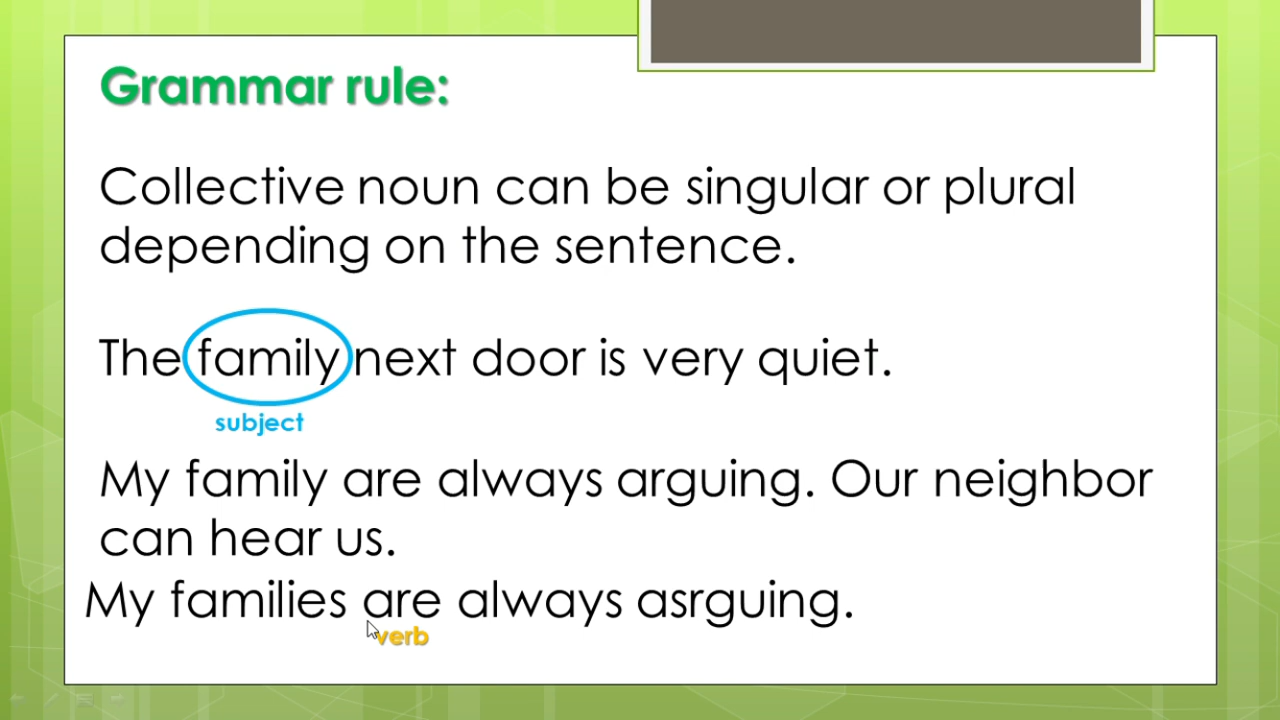 Grammar rule:
Collective noun can be singular or plural
depending on the sentence.
The family next door is very quiet.
subject
My family are always arguing. Our neighbor
can hear us.
My families are always asrguing.
verb